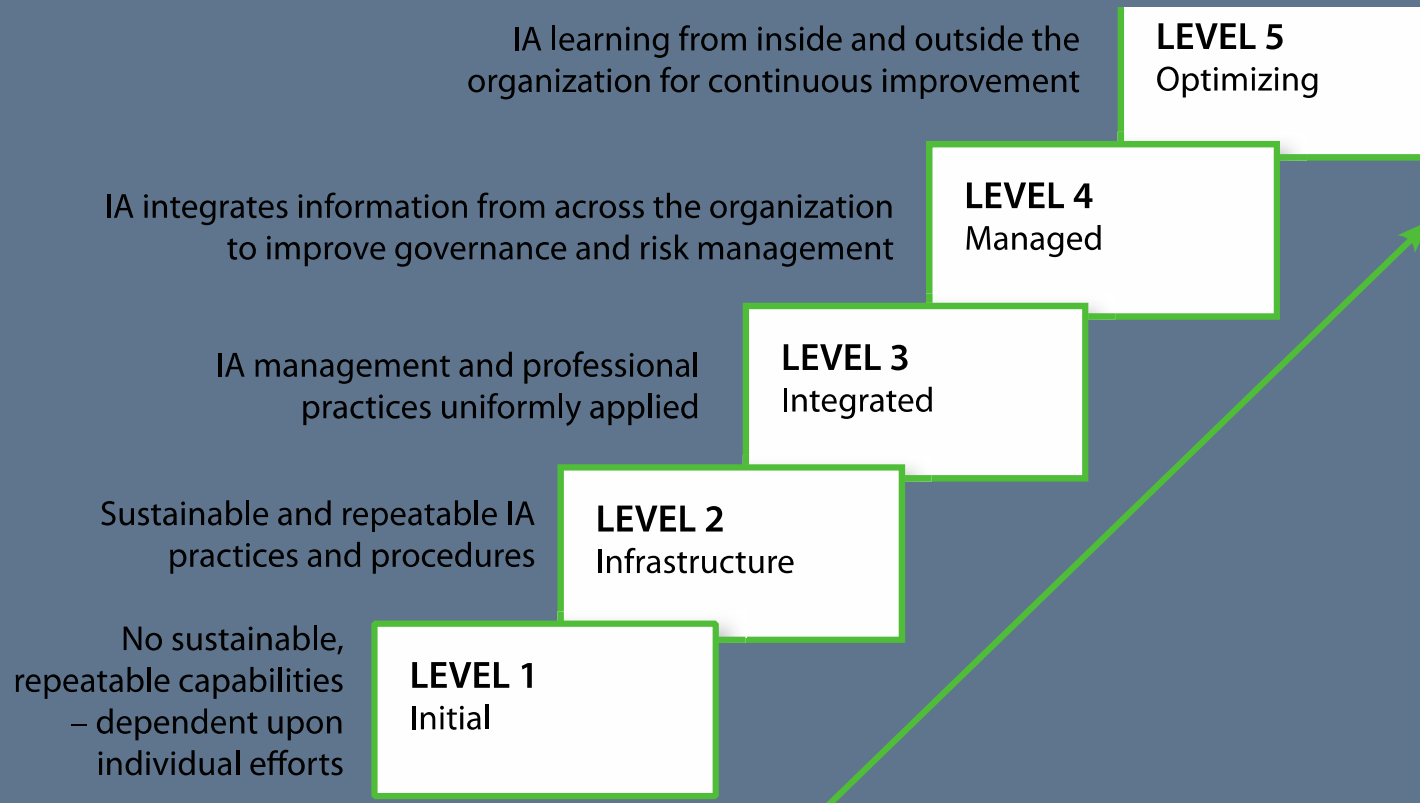 IA learning from inside and outside the
organization for continuous improvement
LEVEL 5
Optimizing
IA integrates information from across the organization
to improve governance and risk management
LEVEL 4
Managed
IA management and professional
practices uniformly applied
LEVEL 3
Integrated
Sustainable and repeatable IA
practices and procedures
LEVEL 2
Infrastructure
No sustainable,
repeatable capabilities
– dependent upon
individual efforts
LEVEL 1
Initial